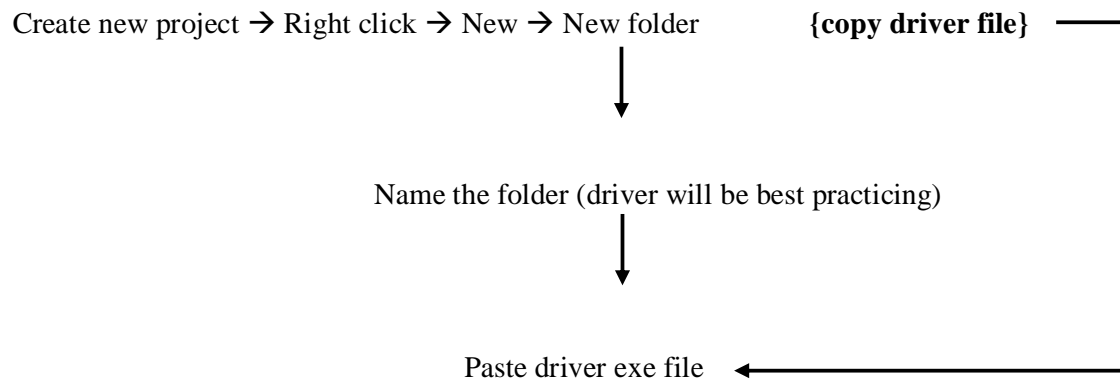 Create new project → Right click → New → New folder {copy driver file}
Name the folder (driver will be best practicing)
Paste driver exe file